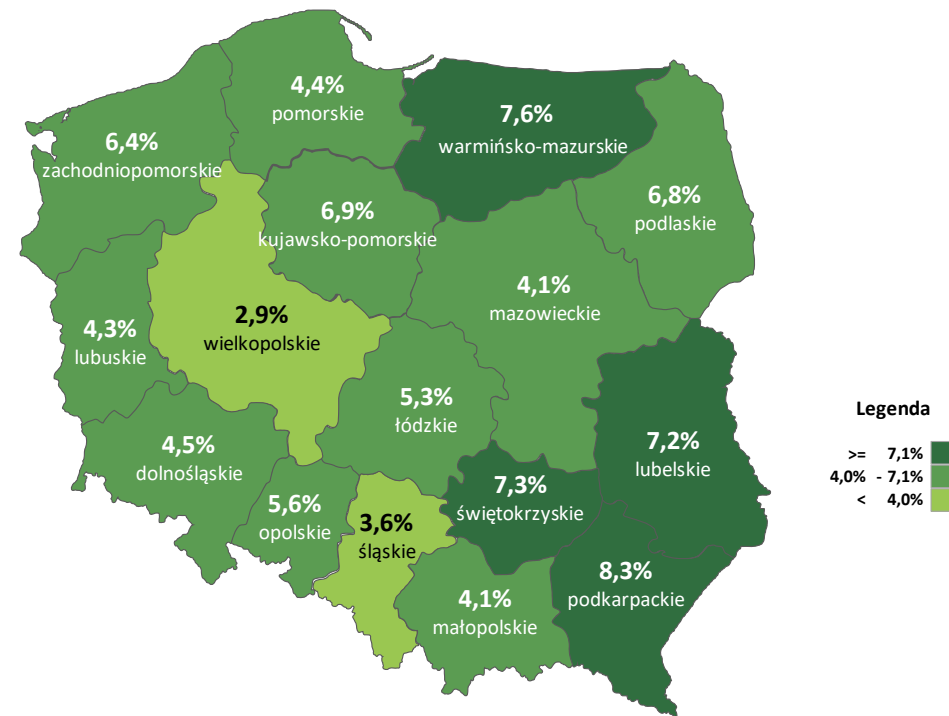 4,4%
pomorskie
7,6%
warmińsko-mazurskie
6,4%
zachodniopomorskie
6,8%
podlaskie
6,9%
kujawsko-pomorskie
4,1%
mazowieckie
2,9%
wielkopolskie
4,3%
lubuskie
5,3%
łódzkie
4,5%
dolnośląskie
7,2%
lubelskie
7,3%
świętokrzyskie
5,6%
opolskie
3,6%
śląskie
8,3%
podkarpackie
4,1%
małopolskie
Legenda
>= 7,1%
4,0% - 7,1%
< 4,0%